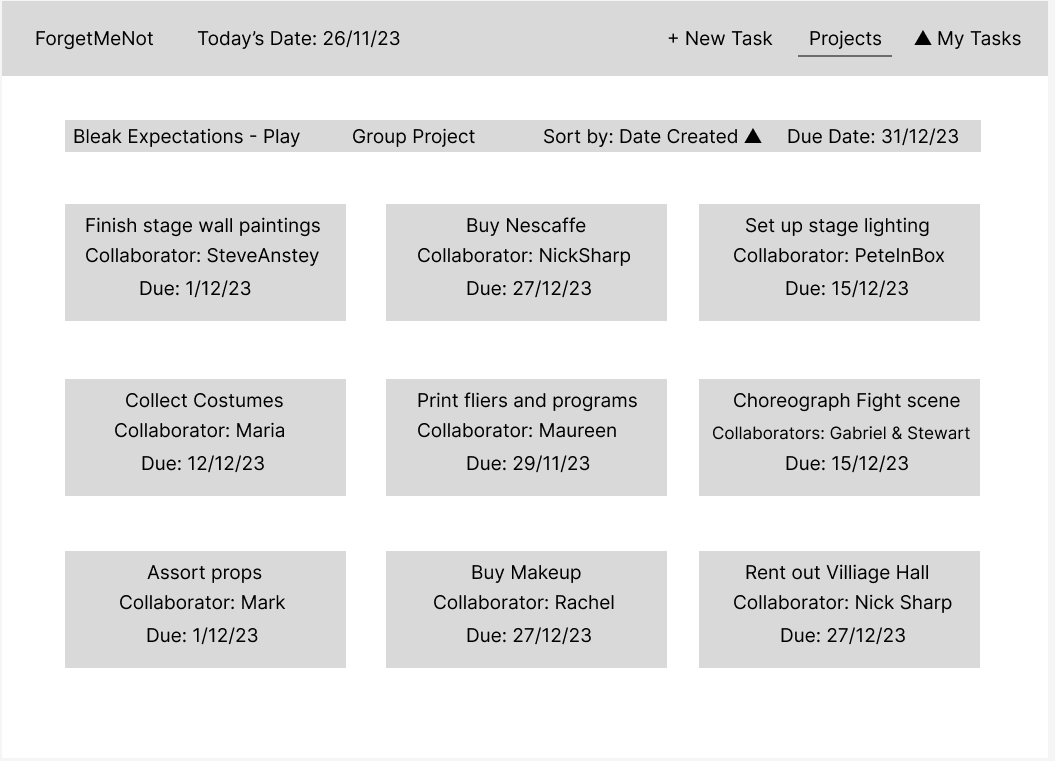 ForgetMeNot Today’s Date: 26/11/23 + New Task Projects ▲ My Tasks
Bleak Expectations - Play Group Project Sort by: Date Created ▲ Due Date: 31/12/23
Finish stage wall paintings
Collaborator: SteveAnstey
Due: 1/12/23
Buy Nescaffe
Collaborator: NickSharp
Due: 27/12/23
Set up stage lighting
Collaborator: PeteInBox
Due: 15/12/23
Collect Costumes
Collaborator: Maria
Due: 12/12/23
Print fliers and programs
Collaborator: Maureen
Due: 29/11/23
Choreograph Fight scene
Collaborators: Gabriel & Stewart
Due: 15/12/23
Assort props
Collaborator: Mark
Due: 1/12/23
Buy Makeup
Collaborator: Rachel
Due: 27/12/23
Rent out Villiage Hall
Collaborator: Nick Sharp
Due: 27/12/23